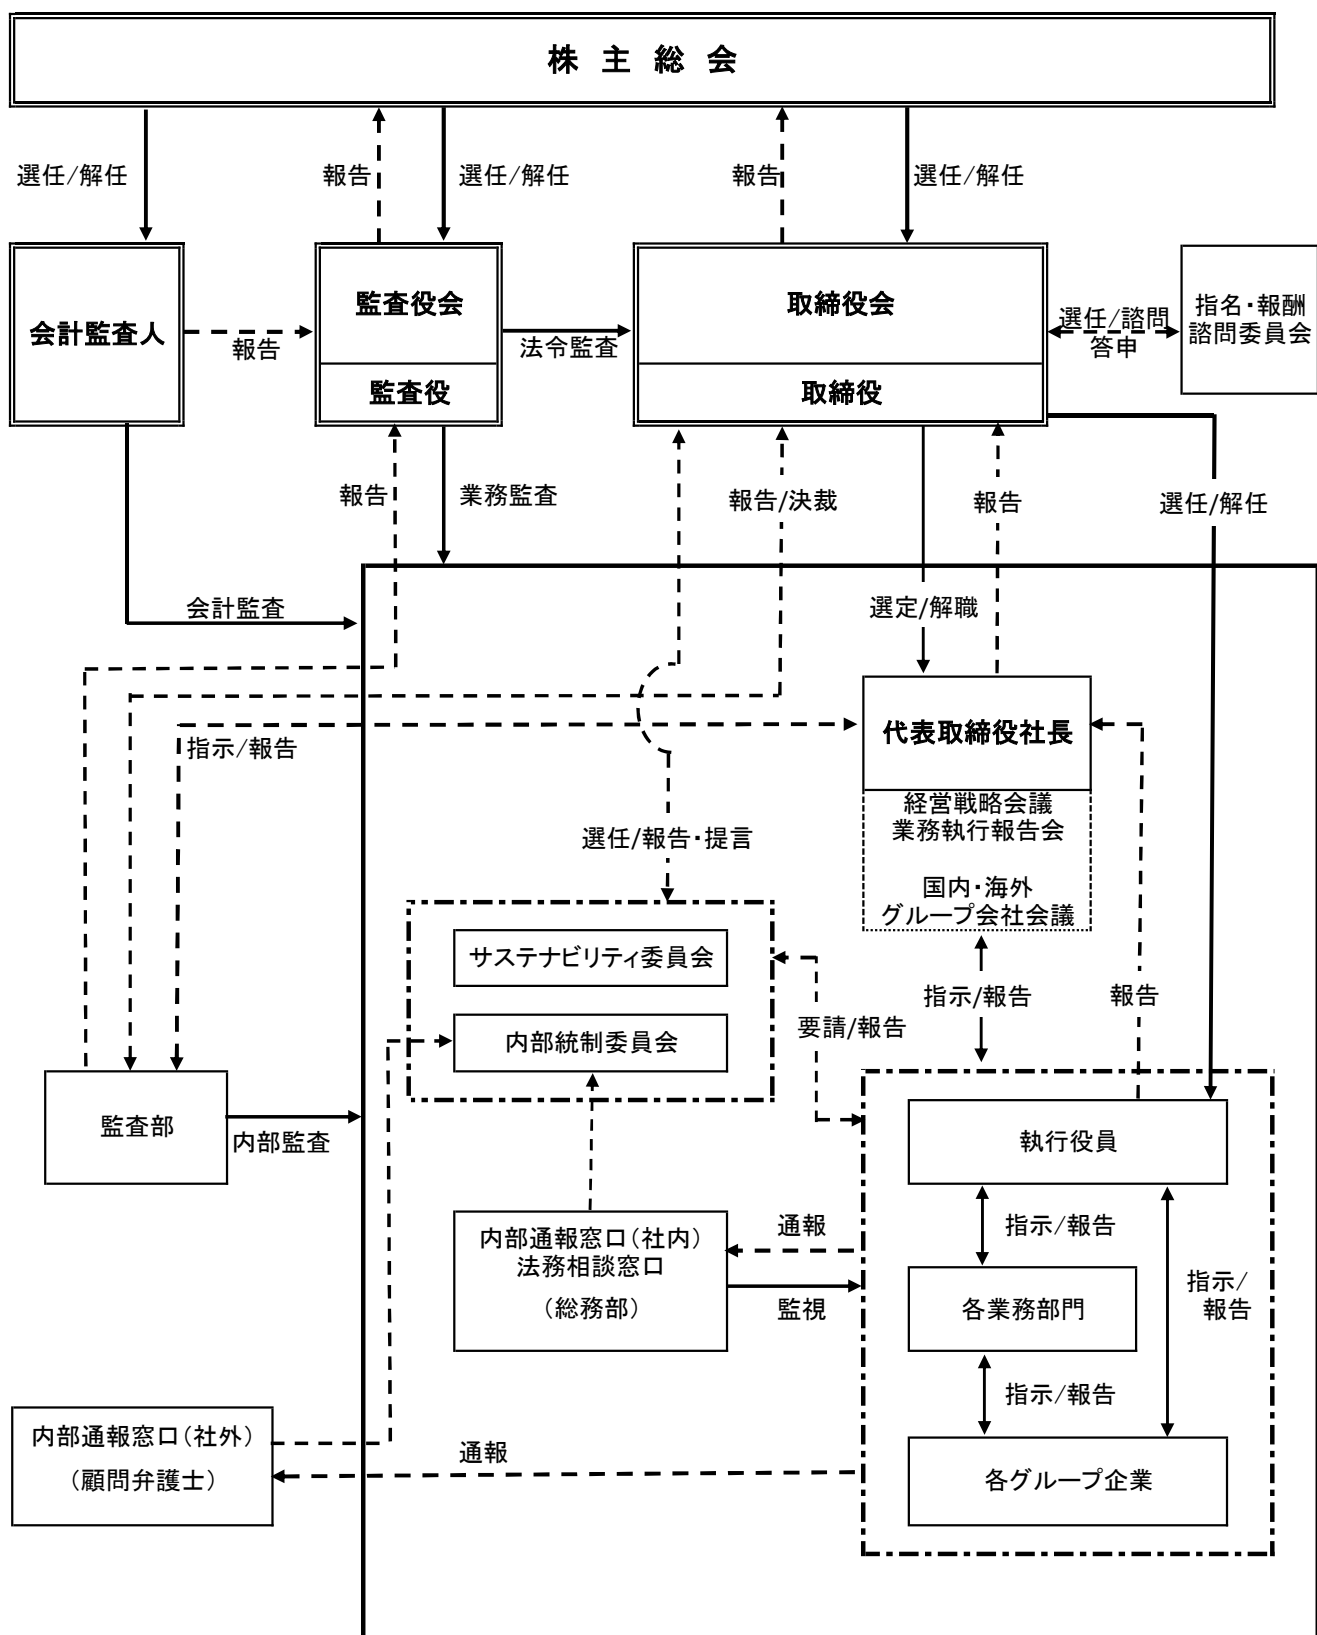 株主総会
選任/解任
報告
選任/解任
報告
選任/解任
会計監査人
報告
監査役会
監査役
法令監査
取締役会
取締役
選任/諮問
答申
指名・報酬
諮問委員会
報告
業務監査
報告/決裁
報告
選任/解任
会計監査
選定/解職
指示/報告
代表取締役社長
経営戦略会議
業務執行報告会
国内・海外
グループ会社会議
選任/報告・提言
サステナビリティ委員会
内部統制委員会
指示/報告
報告
要請/報告
監査部
内部監査
執行役員
内部通報窓口(社内)
法務相談窓口
(総務部)
通報
監視
指示/報告
各業務部門
指示/
報告
指示/報告
各グループ企業
内部通報窓口(社外)
(顧問弁護士)
通報